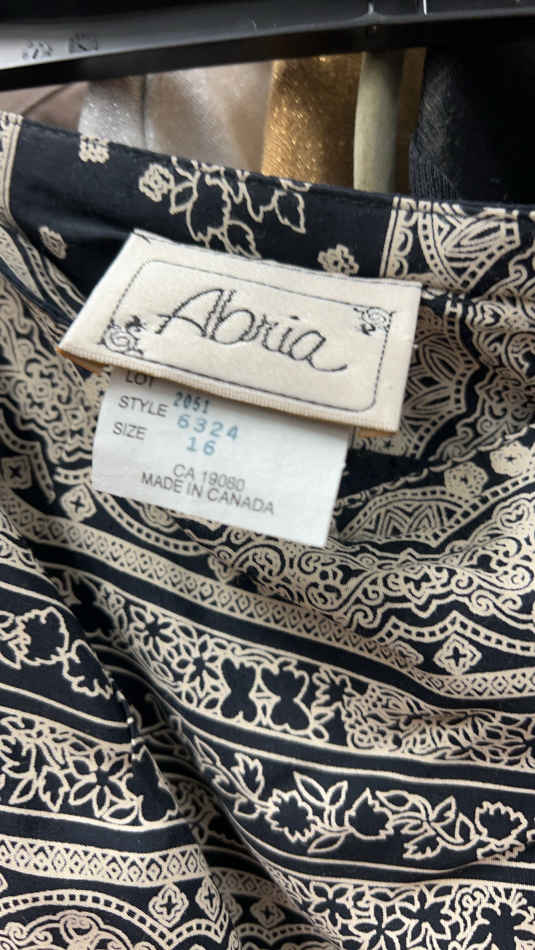 Abria
LOT 2051
STYLE 6324
SIZE 16
CA 19080
MADE IN CANADA